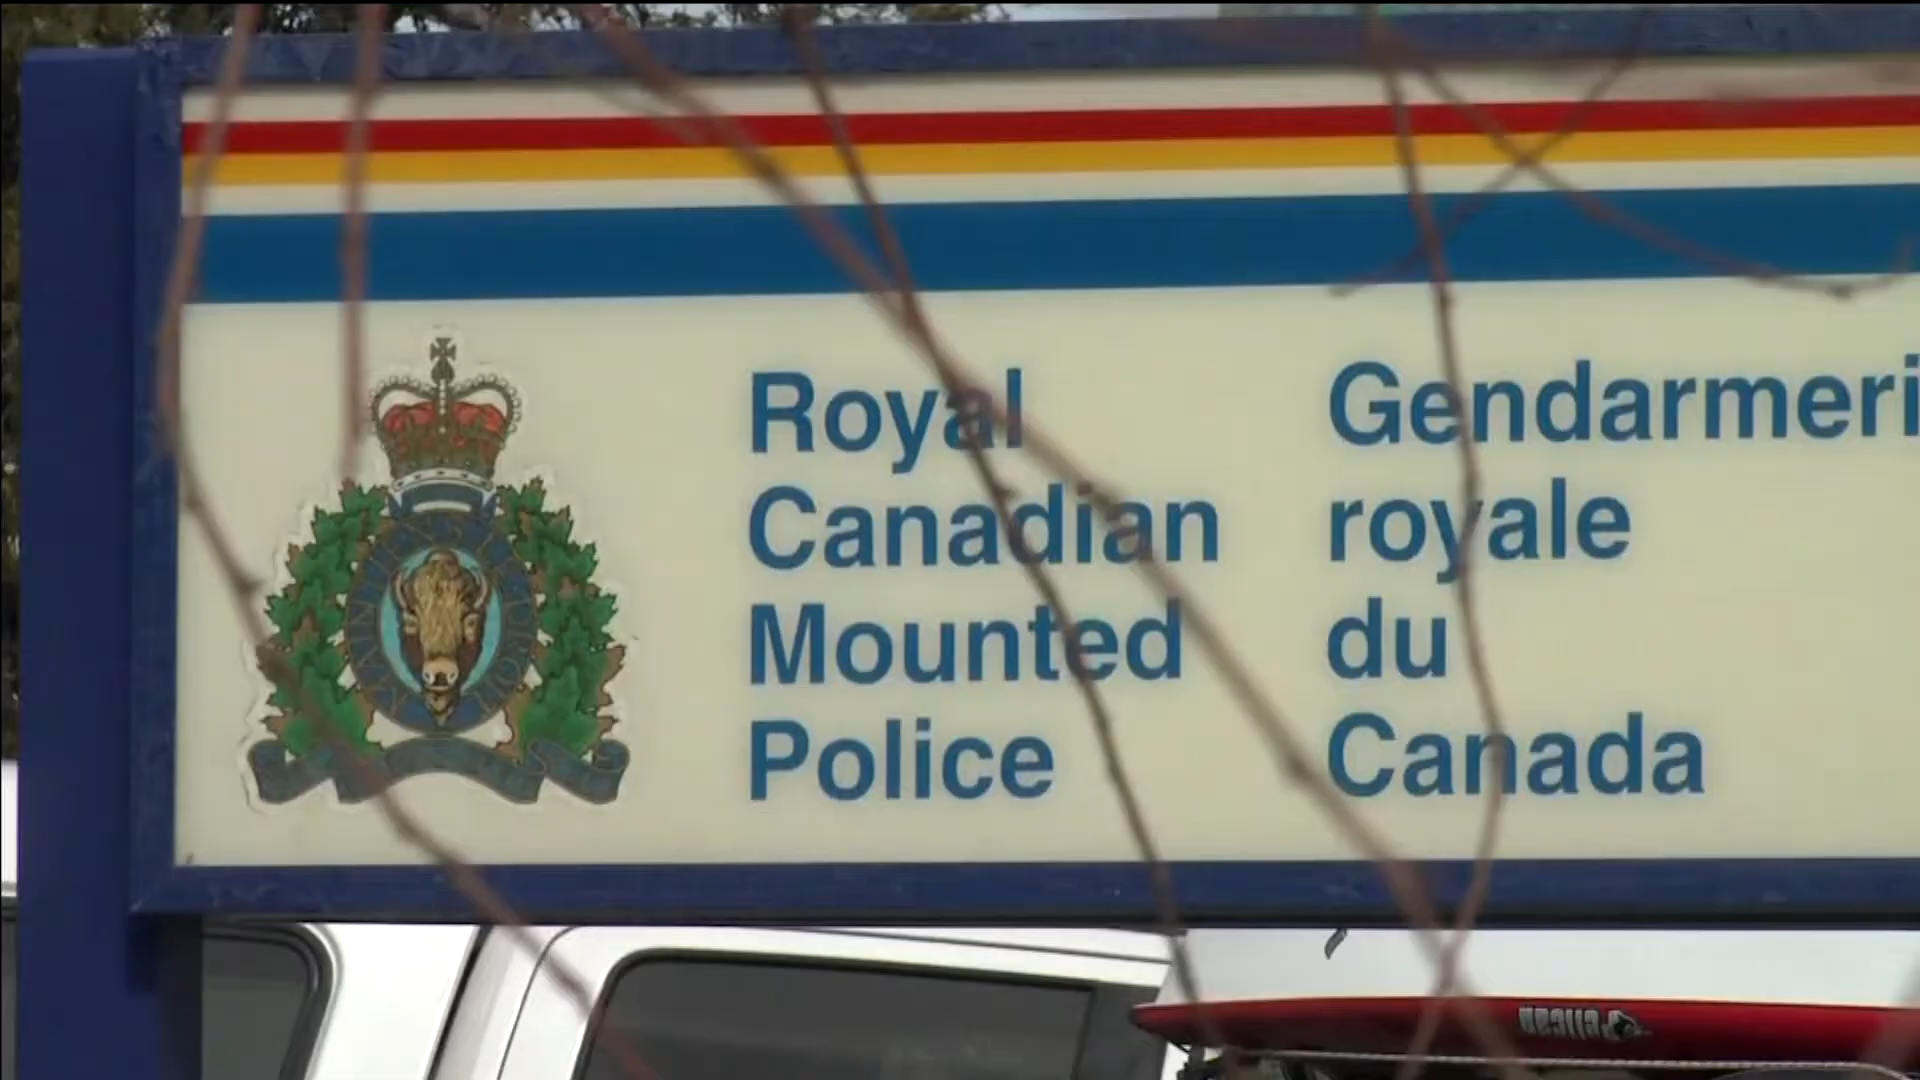 Royal
Canadian
Mounted
Police
Gendarmeri
royale
du
Canada